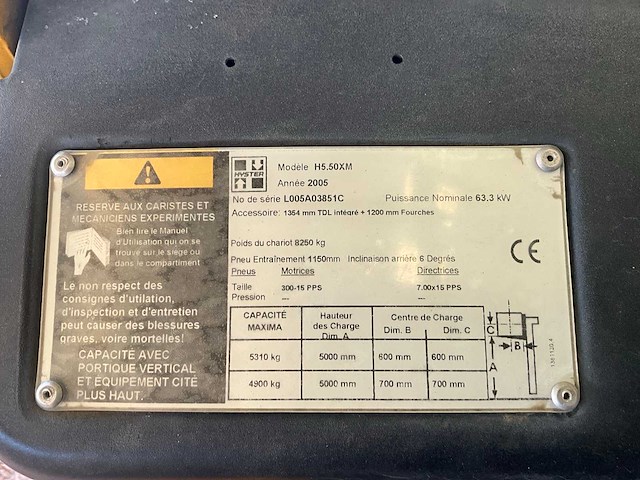 RESERVE AUX CARISTES ET
MECANICIENS EXPERIMENTES
Bien lire le Manuel
d'Utilisation qui on se
trouve sur le siège ou
dans le compartiment
Le non respect des
consignes d'utilation,
d'inspection et d'entretien
peut causer des blessures
graves, voire mortelles!
CAPACITÉ AVEC
PORTIQUE VERTICAL
ET EQUIPEMENT CITÉ
PLUS HAUT.
HYSTER
Modèle H5.50XM
Année 2005
No de série L005A03851C Puissance Nominale 63.3 kW
Accessoire: 1354 mm TDL intégré + 1200 mm Fourches
Poids du chariot 8250 kg
Pneu Entraînement 1150mm Inclinaison arrière 6 Degrés
Pneus Motrices Directrices
Taille 300-15 PPS 7.00x15 PPS
Pression --- ---
CE
CAPACITÉ MAXIMA
Hauteur des Charge Dim. A
Centre de Charge
Dim. B Dim. C
5310 kg 5000 mm 600 mm 600 mm
4900 kg 5000 mm 700 mm 700 mm
C
B
A